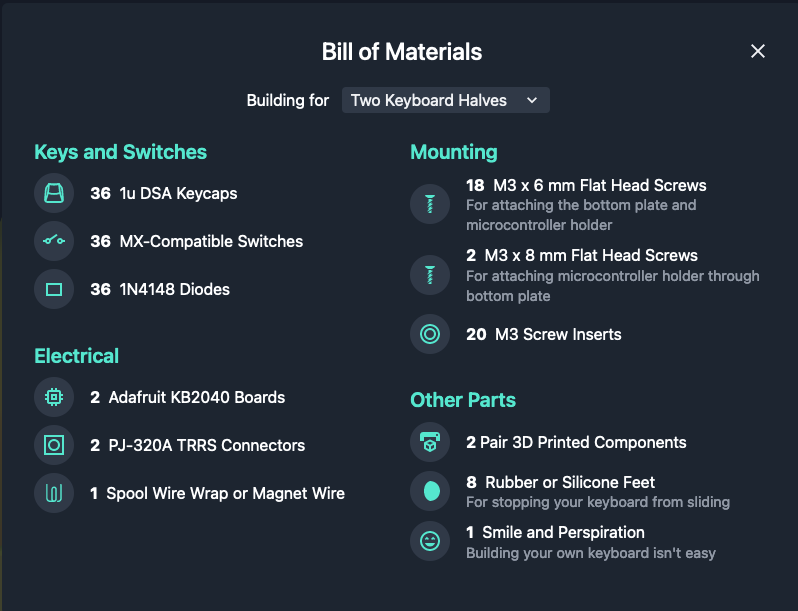 Bill of Materials
Building for Two Keyboard Halves
Keys and Switches
36 1u DSA Keycaps
36 MX-Compatible Switches
36 1N4148 Diodes
Electrical
2 Adafruit KB2040 Boards
2 PJ-320A TRRS Connectors
1 Spool Wire Wrap or Magnet Wire
Mounting
18 M3 x 6 mm Flat Head Screws
For attaching the bottom plate and
microcontroller holder
2 M3 x 8 mm Flat Head Screws
For attaching microcontroller holder through
bottom plate
20 M3 Screw Inserts
Other Parts
2 Pair 3D Printed Components
8 Rubber or Silicone Feet
For stopping your keyboard from sliding
1 Smile and Perspiration
Building your own keyboard isn't easy